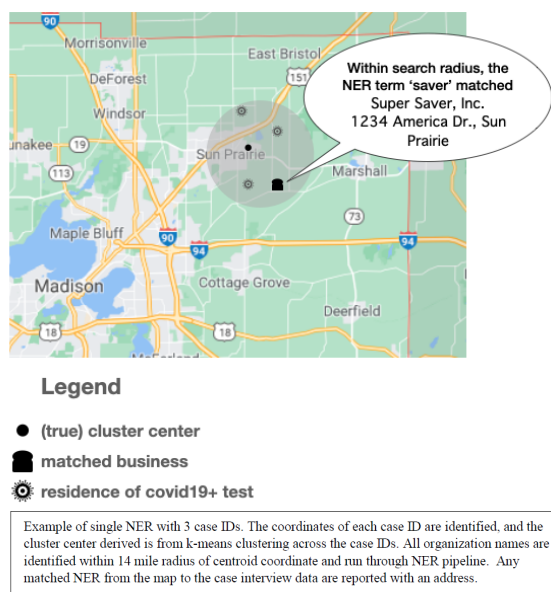 90
Morrisonville
East Bristol
DeForest
151
Windsor
Within search radius, the
NER term ‘saver’ matched
Super Saver, Inc.
1234 America Dr., Sun
Prairie
unakee
19
Sun Prairie
113
Marshall
73
Maple Bluff
90
94
94
Madison
Cottage Grove
Deerfield
18
18
McFarland
Legend
(true) cluster center
matched business
residence of covid19+ test
Example of single NER with 3 case IDs. The coordinates of each case ID are identified, and the
cluster center derived is from k-means clustering across the case IDs. All organization names are
identified within 14 mile radius of centroid coordinate and run through NER pipeline. Any
matched NER from the map to the case interview data are reported with an address.